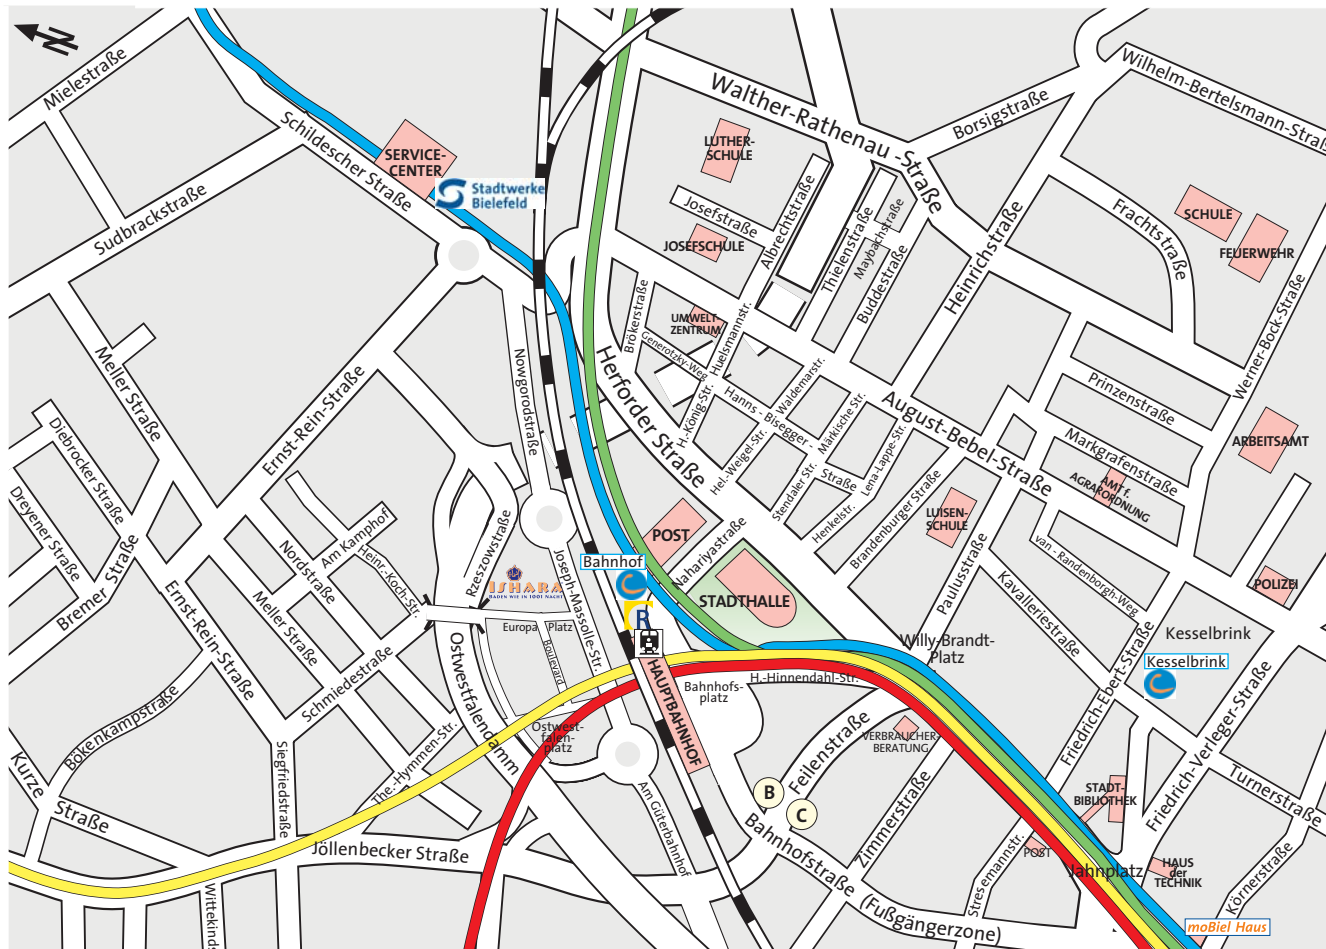 N
Mielestraße
Schildescher Straße
SERVICE-
CENTER
Stadtwerke
Bielefeld
Sudbrackstraße
Walther-Rathenau -Straße
LUTHER-
SCHULE
Josefstraße
JOSEFSCHULE
Albrechtstraße
Thielenstraße
Maybachstraße
Buddestraße
Borsigstraße
Wilhelm-Bertelsmann-Straß
Heinrichstraße
Frachtstraße
SCHULE
FEUERWEHR
Werner-Bock-Straße
Meller Straße
Nowgorodstraße
Brökerstraße
UMWELT-
ZENTRUM
Generotzky-Weg
Huelsmannstr.
Herforder Straße
H.-König-Str.
Hanns - Bisegger -
Straße
Waldemarstr.
Märkische Str.
Hel.-Weigel-Str.
Stendaler Str.
Lena-Lappe-Str.
Henkelstr.
Brandenburger Straße
August-Bebel-Straße
Prinzenstraße
Markgrafenstraße
ARBEITSAMT
AMT f.
AGRARORDNUNG
LUISEN-
SCHULE
Diebrocker Straße
Dreyener Straße
Bremer Straße
Ernst-Rein-Straße
Ernst-Rein-Straße
Am Kamphof
Nordstraße
Heinr.-Koch-Str.
Meller Straße
Rzeszowstraße
ISHARA
BADEN WIE IN 1001 NACHT
Joseph-Massolle-Str.
Bahnhof
POST
Nahariyastraße
STADTHALLE
R
Europa Platz
Boulevard
Paulusstraße
Kavalleriestraße
van.-Randenborgh-Weg
POLIZEI
Kesselbrink
Kesselbrink
Willy-Brandt-
Platz
Friedrich-Ebert-Straße
Friedrich-Verleger-Straße
Bökenkampstraße
Schmiedestraße
Siegfriedstraße
The.-Hymmen-Str.
Ostwestfalendamm
Ostwest-
falen-
platz
HAUPTBAHNHOF
Bahnhofs-
platz
H.-Hinnendahl-Str.
Feilenstraße
VERBRAUCHER-
BERATUNG
B
C
Zimmerstraße
Am Güterbahnhof
Bahnhofstraße (Fußgängerzone)
Kurze Straße
Jöllenbecker Straße
Wittekinds
Stresemannstr.
POST
STADT-
BIBLIOTHEK
Jahnplatz
HAUS
der
TECHNIK
Turnerstraße
Körnerstraße
moBiel Haus